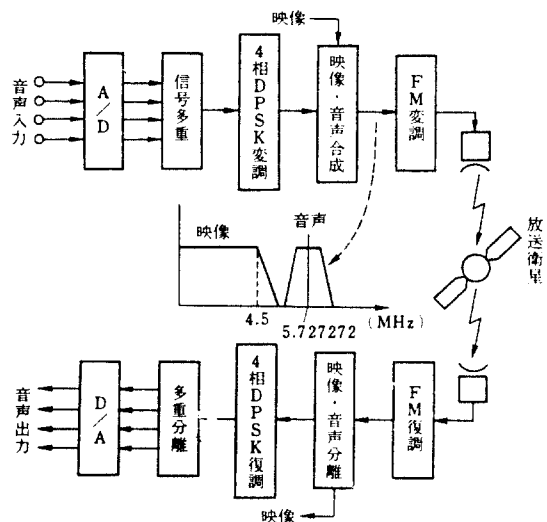 映像
音声入力
A/D
信号多重
4相DPSK変調
映像・音声合成
FM変調
放送衛星
映像
音声
4.5
5.727272
(MHz)
音声出力
D/A
多重分離
4相DPSK復調
映像・音声分離
FM復調
映像